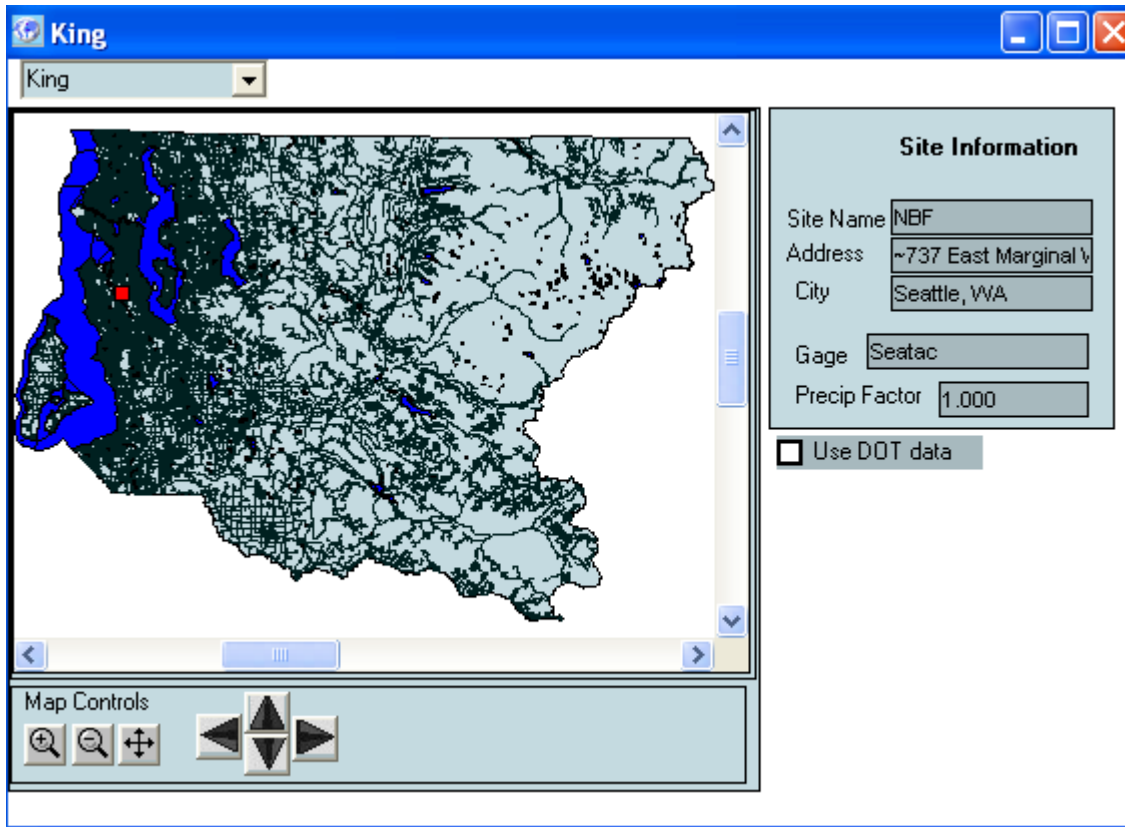 King
King
Site Information
Site Name NBF
Address ~737 East Marginal
City Seattle, WA
Gage Seatac
Precip Factor 1.000
Use DOT data
Map Controls